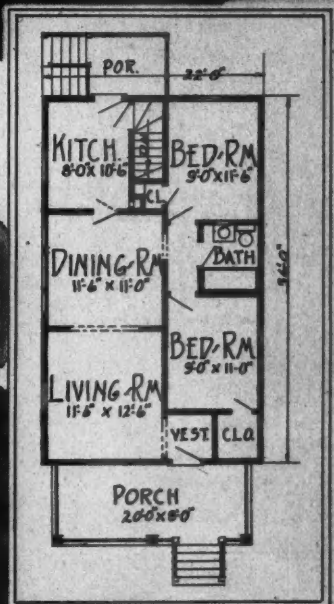 POR.
22'-0"
KITCH.
8'-0" X 10'-6"
DN
BED-RM
9'-0" X 11'-6"
CL
DINING-RM
11'-6" X 11'-0"
BATH
36'-0"
BED-RM
9'-0" X 11'-0"
LIVING-RM
11'-6" X 12'-6"
VEST.
CLO.
PORCH
20'-0" X 8'-0"